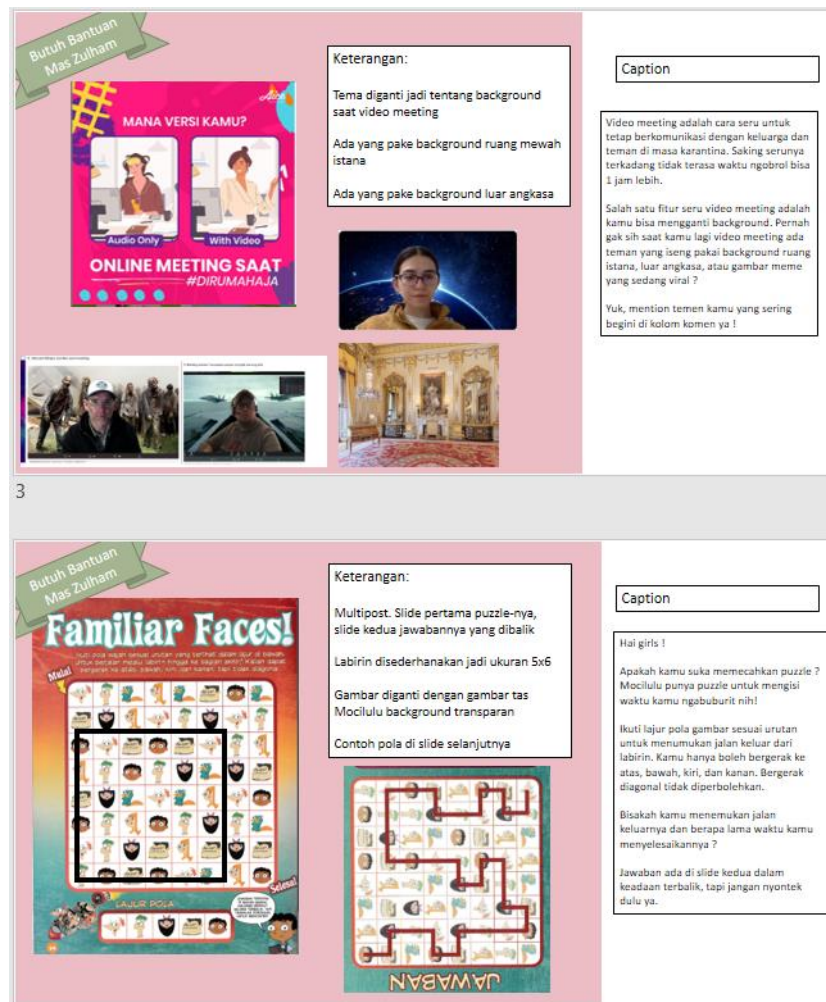 Butuh Bantuan
Mas Zulham
MANA VERSI KAMU?
Audio Only
With Video
ONLINE MEETING SAAT
#DIRUMAHAJA
Keterangan:
Tema diganti jadi tentang background
saat video meeting
Ada yang pake background ruang mewah
istana
Ada yang pake background luar angkasa
Caption
Video meeting adalah cara seru untuk
tetap berkomunikasi dengan keluarga dan
teman di masa karantina. Saking serunya
terkadang tidak terasa waktu ngobrol bisa
1 jam lebih.
Salah satu fitur seru video meeting adalah
kamu bisa mengganti background. Pernah
gak sih saat kamu lagi video meeting ada
teman yang iseng pakai background ruang
istana, luar angkasa, atau gambar meme
yang sedang viral ?
Yuk, mention temen kamu yang sering
begini di kolom komen ya !
3
Butuh Bantuan
Mas Zulham
Familiar Faces!
Mulai
LAJUR POLA
Selesai
Keterangan:
Multipost. Slide pertama puzzle-nya,
slide kedua jawabannya yang dibalik
Labirin disederhanakan jadi ukuran 5x6
Gambar diganti dengan gambar tas
Mocilulu background transparan
Contoh pola di slide selanjutnya
JAWABAN
Caption
Hai girls !
Apakah kamu suka memecahkan puzzle ?
Mocilulu punya puzzle untuk mengisi
waktu kamu ngabuburit nih!
Ikuti lajur pola gambar sesuai urutan
untuk menumukan jalan keluar dari
labirin. Kamu hanya boleh bergerak ke
atas, bawah, kiri, dan kanan. Bergerak
diagonal tidak diperbolehkan.
Bisakah kamu menemukan jalan
keluarnya dan berapa lama waktu kamu
menyelesaikannya ?
Jawaban ada di slide kedua dalam
keadaan terbalik, tapi jangan nyontek
dulu ya.